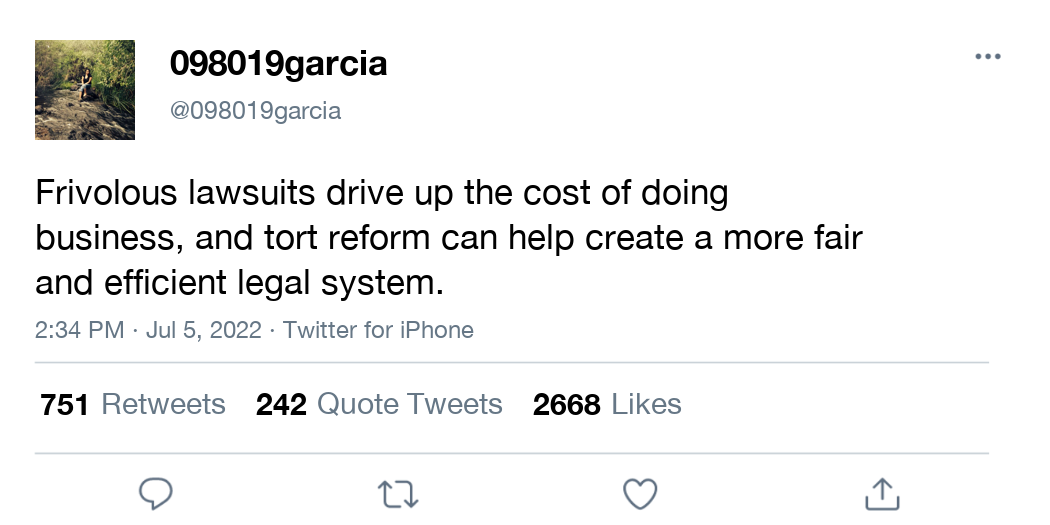 098019garcia
@098019garcia
Frivolous lawsuits drive up the cost of doing
business, and tort reform can help create a more fair
and efficient legal system.
2:34 PM · Jul 5, 2022 · Twitter for iPhone
751 Retweets 242 Quote Tweets 2668 Likes